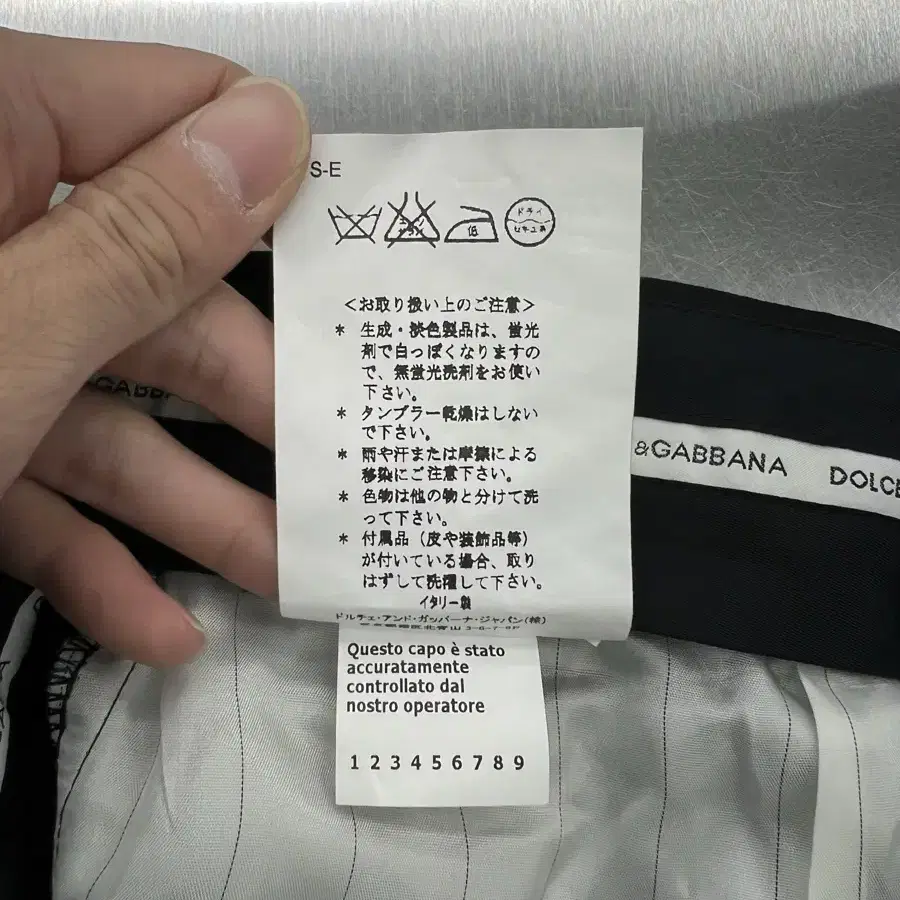 S-E
低
ドライ
セキユ系
<お取り扱い上のご注意>
* 生成・淡色製品は、蛍光
剤で白っぽくなりますの
で、無蛍光洗剤をお使い
下さい。
* タンブラー乾燥はしない
で下さい。
* 雨や汗または摩擦による
移染にご注意下さい。
* 色物は他の物と分けて洗
って下さい。
* 付属品（皮や装飾品等）
が付いている場合、取り
はずして洗濯して下さい。
イタリー製
ドルチェ・アンド・ガッバーナ・ジャパン(株)
&GABBANA DOLCE
GABBA
Questo capo è stato
accuratamente
controllato dal
nostro operatore
1 2 3 4 5 6 7 8 9